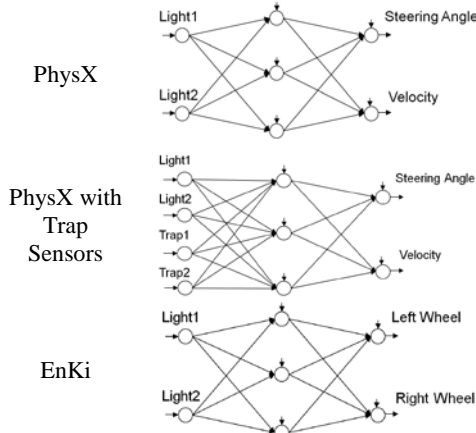 PhysX
Light1
Steering Angle
Light2
Velocity
PhysX with
Trap
Sensors
Light1
Light2
Trap1
Trap2
Steering Angle
Velocity
EnKi
Light1
Left Wheel
Light2
Right Wheel